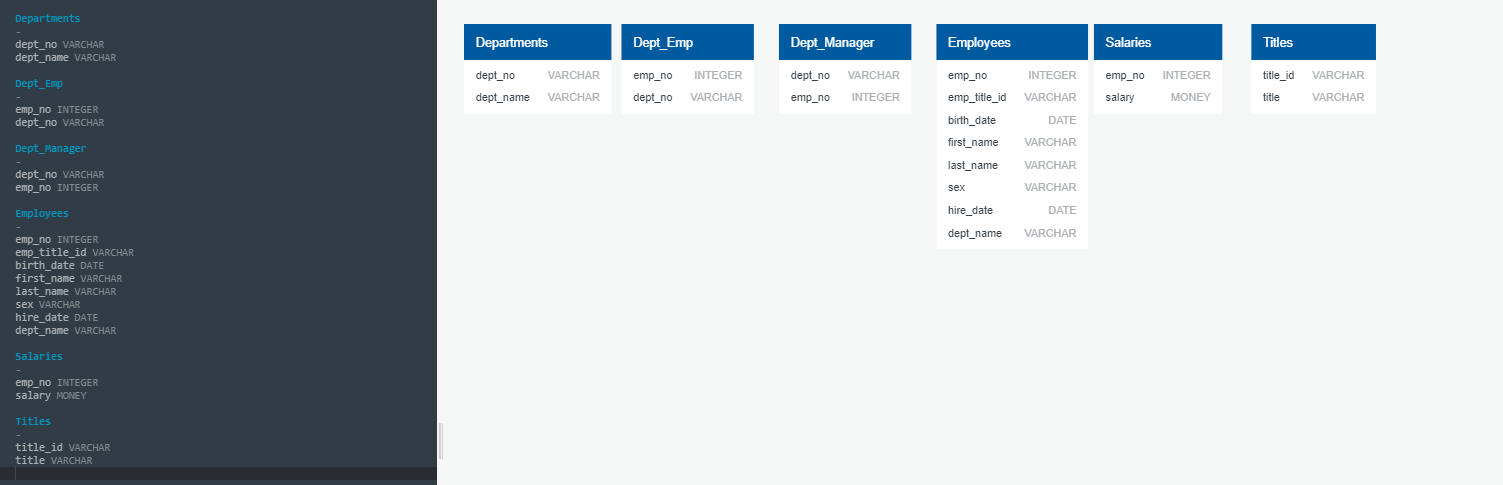 Departments
-
dept_no VARCHAR
dept_name VARCHAR
Dept_Emp
-
emp_no INTEGER
dept_no VARCHAR
Dept_Manager
-
dept_no VARCHAR
emp_no INTEGER
Employees
-
emp_no INTEGER
emp_title_id VARCHAR
birth_date DATE
first_name VARCHAR
last_name VARCHAR
sex VARCHAR
hire_date DATE
dept_name VARCHAR
Salaries
-
emp_no INTEGER
salary MONEY
Titles
-
title_id VARCHAR
title VARCHAR
Departments
dept_no VARCHAR
dept_name VARCHAR
Dept_Emp
emp_no INTEGER
dept_no VARCHAR
Dept_Manager
dept_no VARCHAR
emp_no INTEGER
Employees
emp_no INTEGER
emp_title_id VARCHAR
birth_date DATE
first_name VARCHAR
last_name VARCHAR
sex VARCHAR
hire_date DATE
dept_name VARCHAR
Salaries
emp_no INTEGER
salary MONEY
Titles
title_id VARCHAR
title VARCHAR